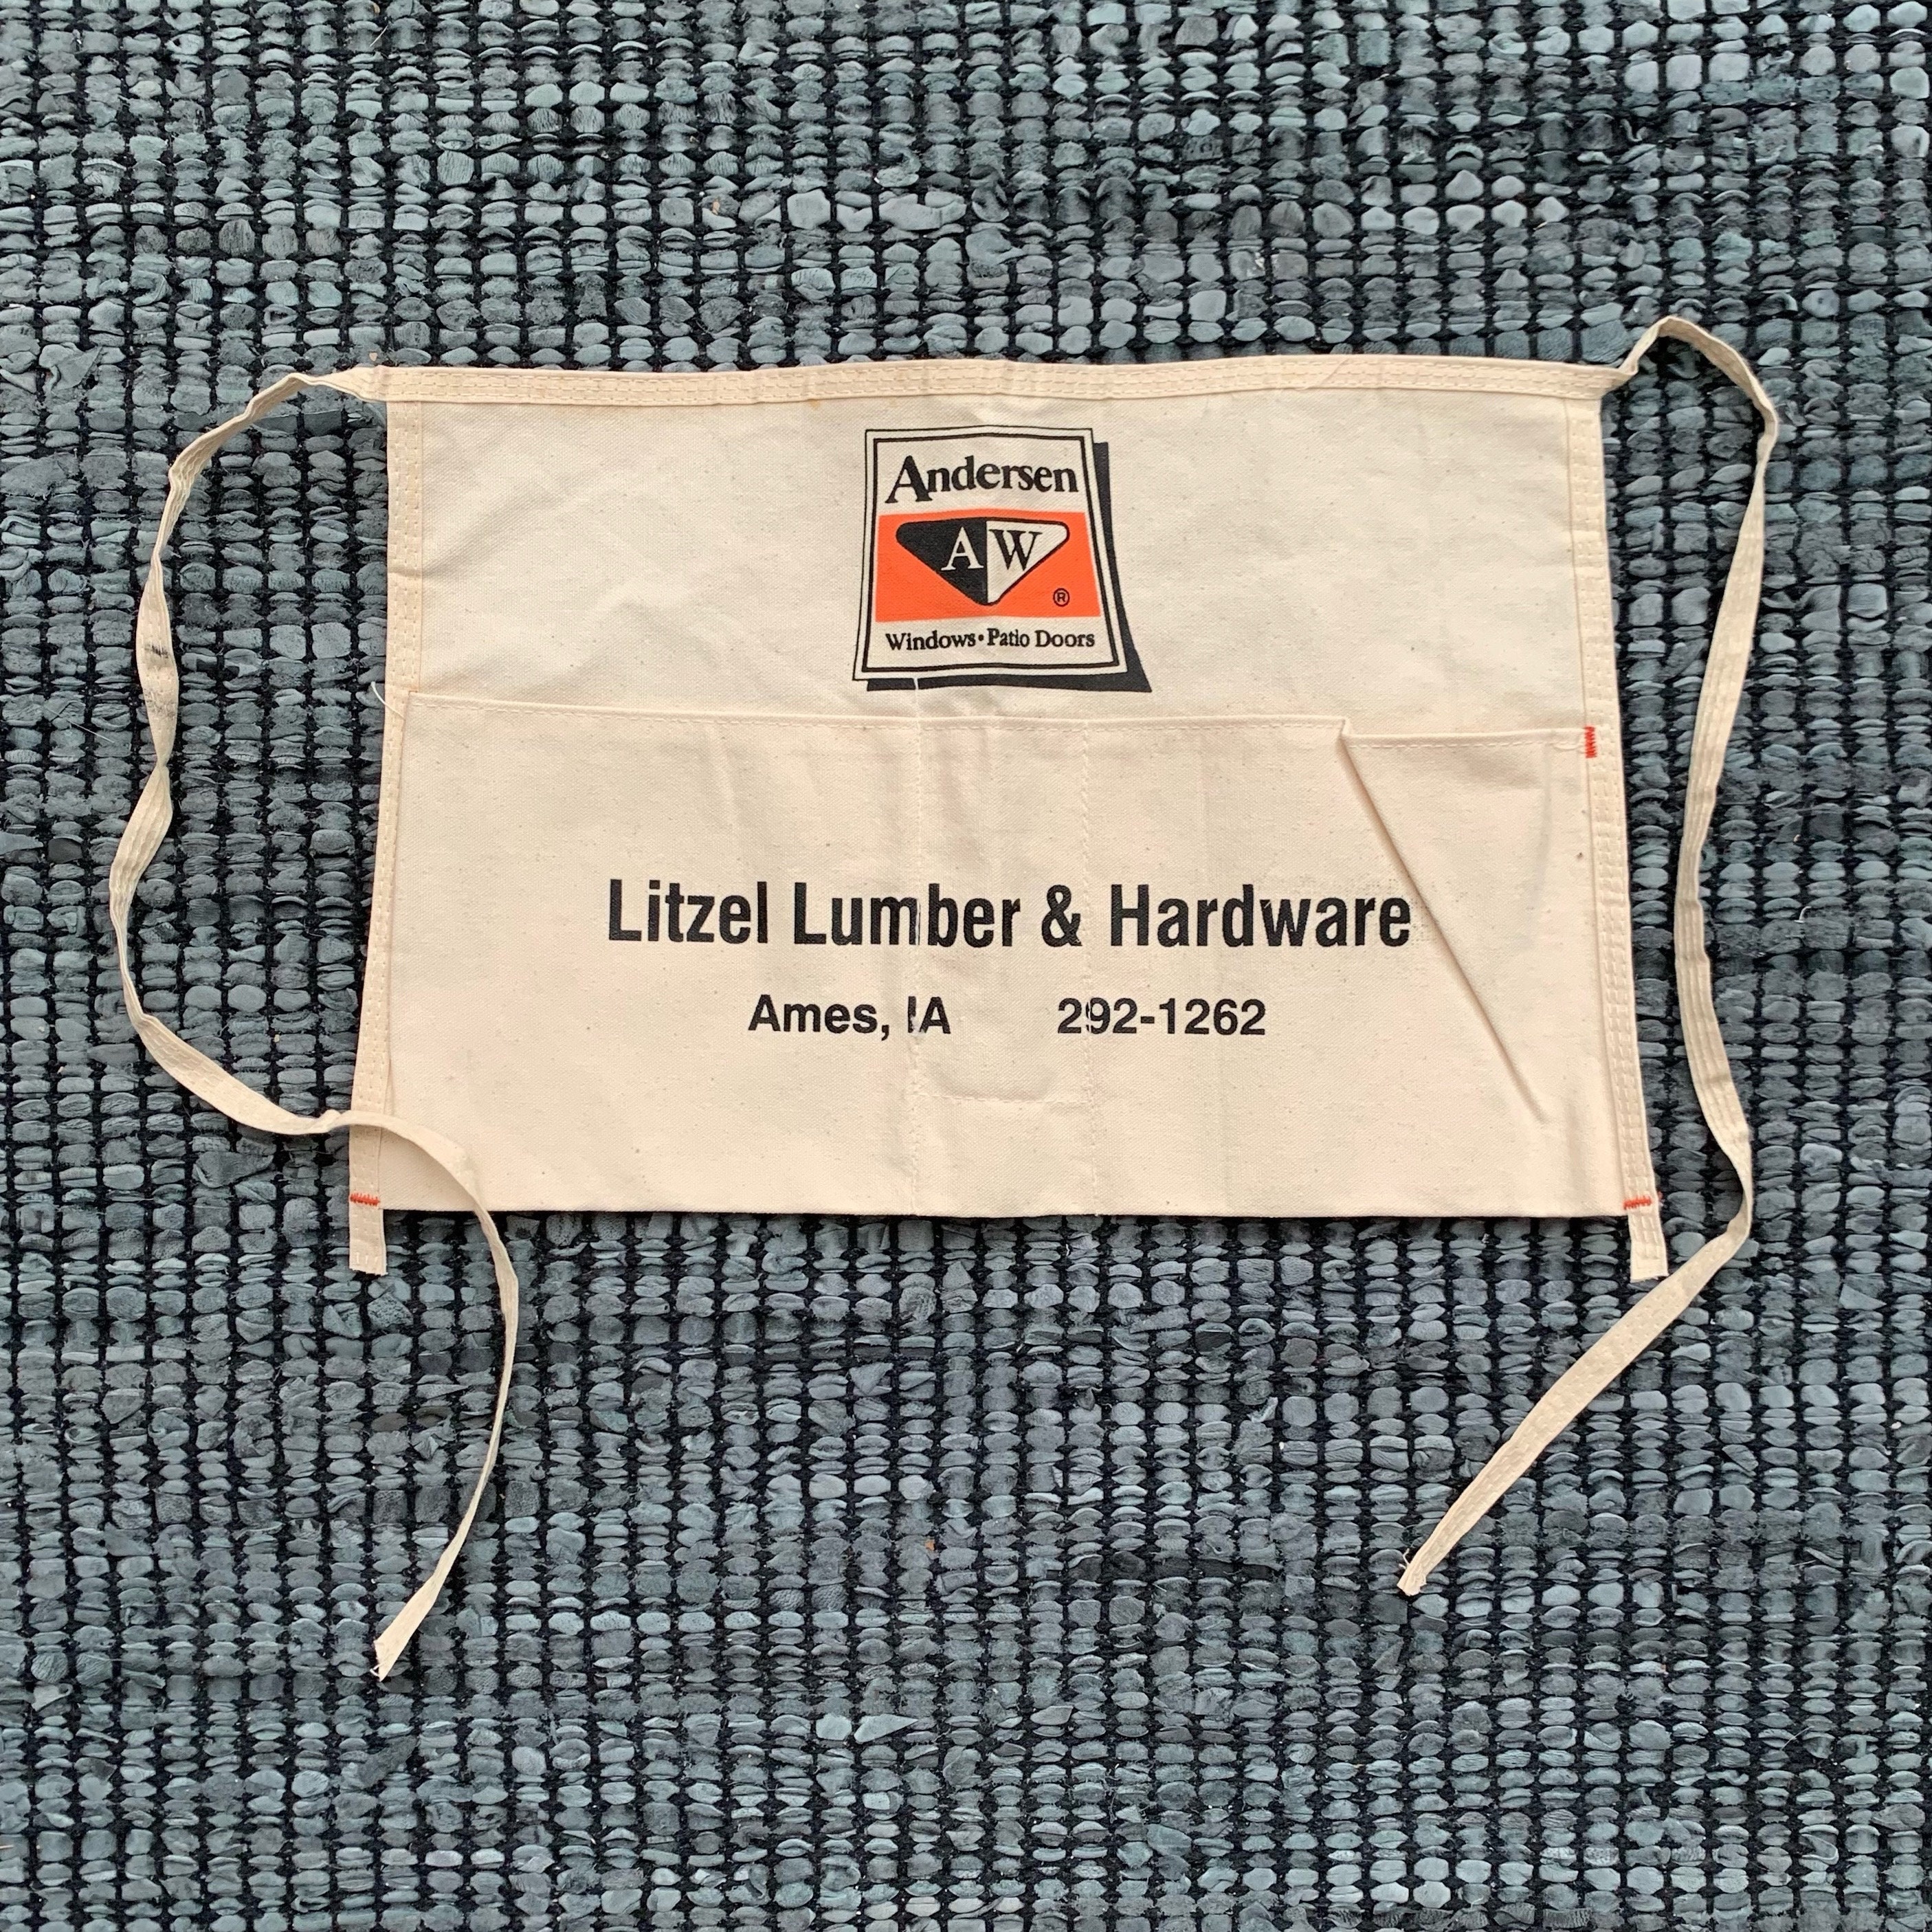 Andersen
AW
®
Windows•Patio Doors
Litzel Lumber & Hardware
Ames, IA 292-1262